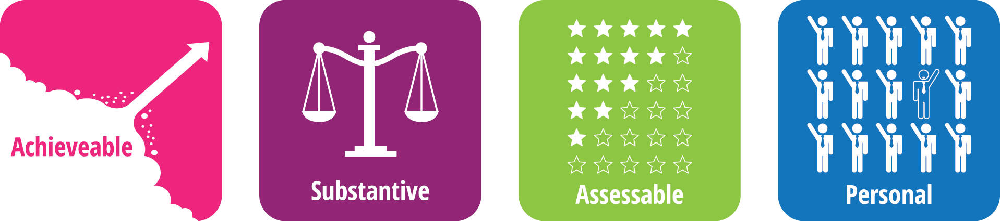 Achieveable
Substantive
Assessable
Personal